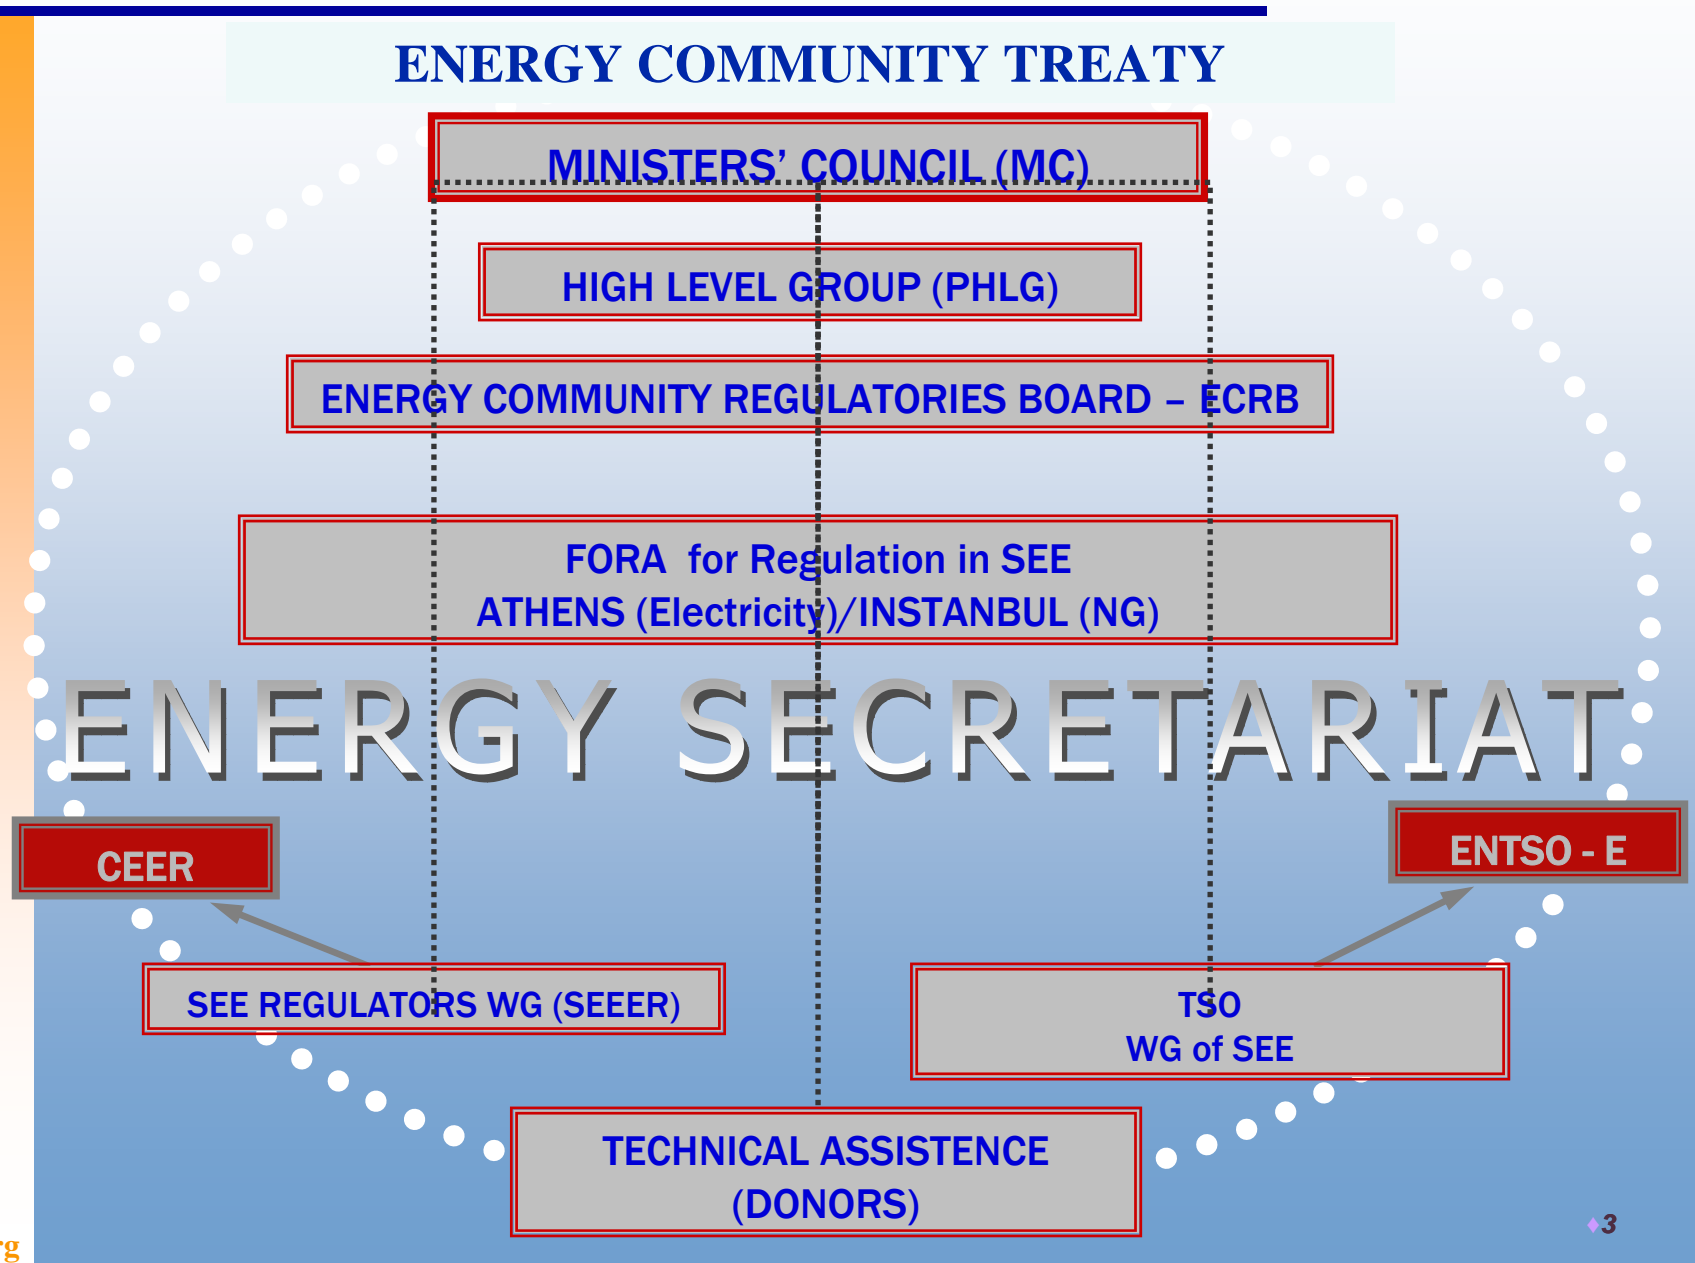 ENERGY COMMUNITY TREATY
MINISTERS’ COUNCIL (MC)
HIGH LEVEL GROUP (PHLG)
ENERGY COMMUNITY REGULATORIES BOARD – ECRB
FORA for Regulation in SEE
ATHENS (Electricity)/INSTANBUL (NG)
ENERGY SECRETARIAT
CEER
ENTSO - E
SEE REGULATORS WG (SEEER)
TSO
WG of SEE
TECHNICAL ASSISTENCE
(DONORS)
3
rg